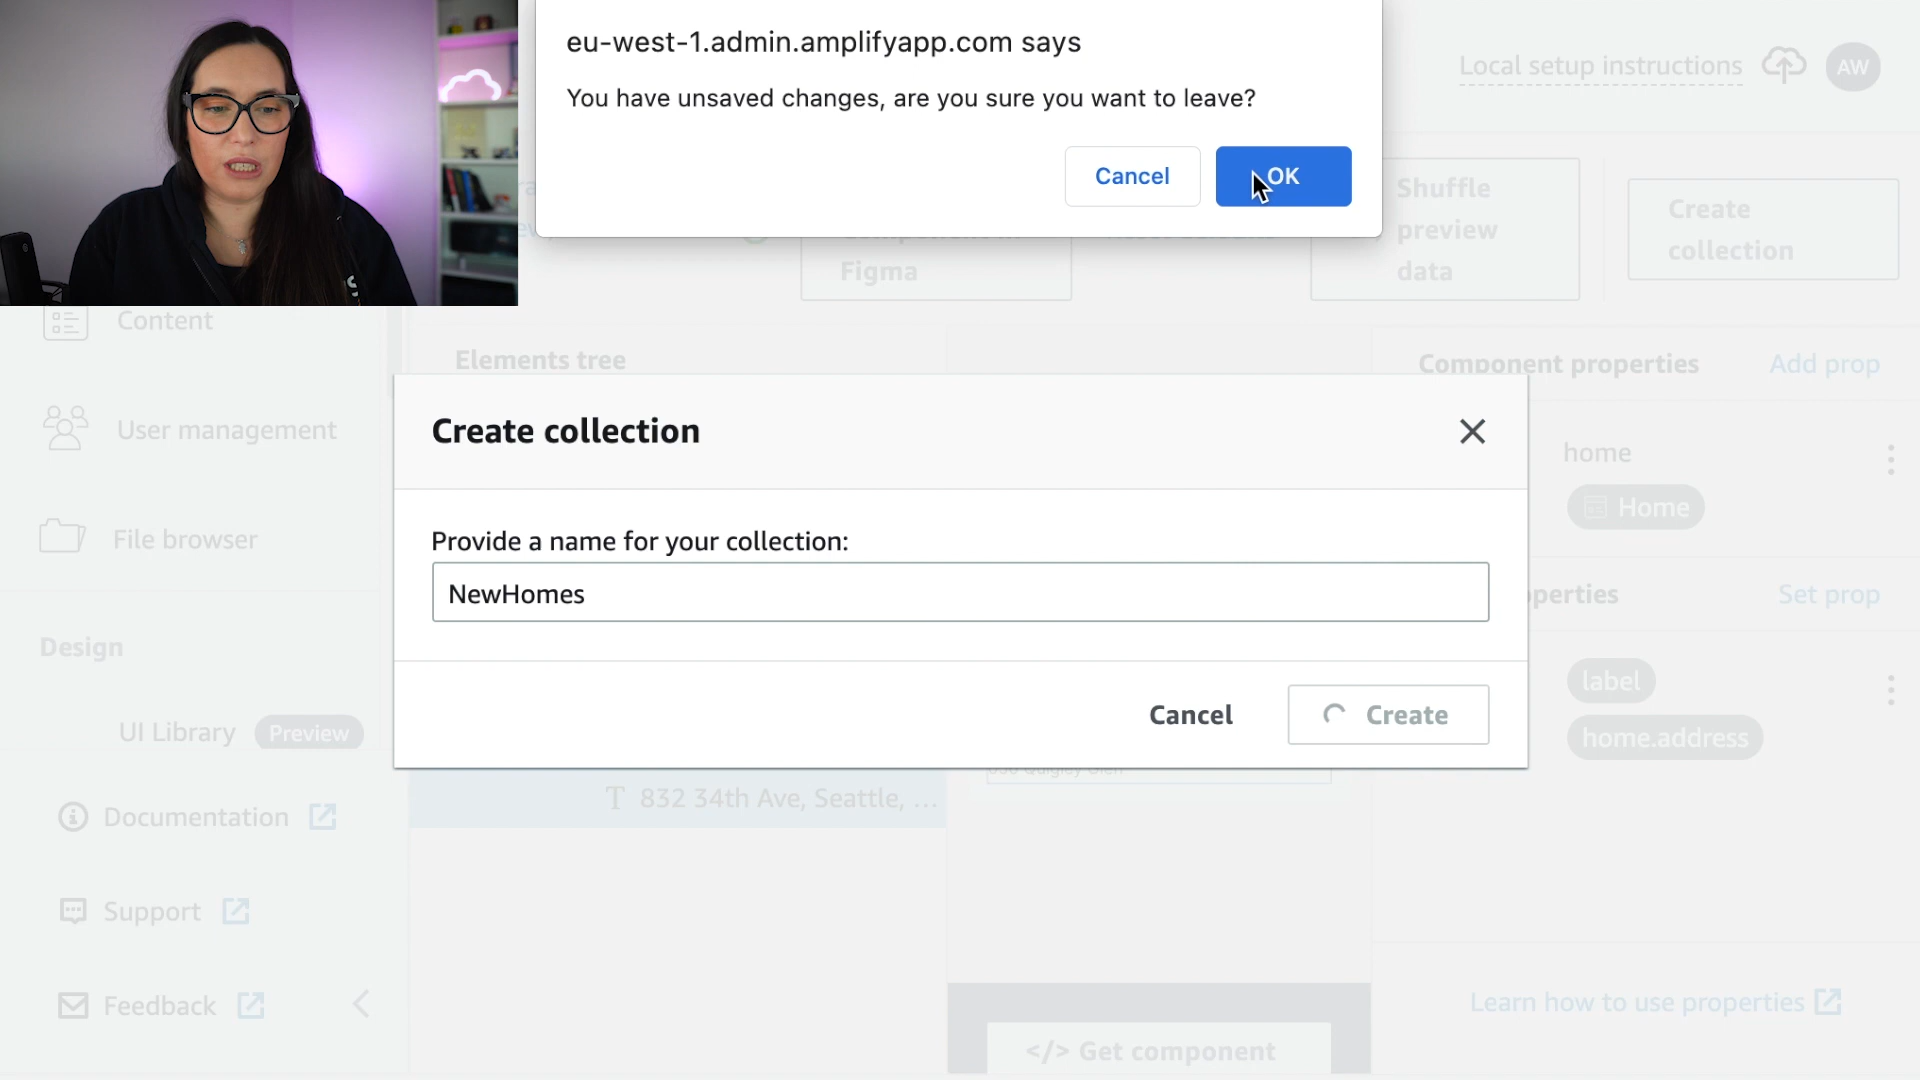 eu-west-1.admin.amplifyapp.com says
You have unsaved changes, are you sure you want to leave?
Cancel
OK
Local setup instructions
AW
Figma
Shuffle
preview
data
Create
collection
Content
User management
File browser
Design
UI Library
Preview
Documentation
Support
Feedback
Elements tree
Create collection
Provide a name for your collection:
NewHomes
Cancel
Create
T 832 34th Ave, Seattle, ...
</> Get component
Component properties
Add prop
home
Home
perties
Set prop
label
home.address
Learn how to use properties